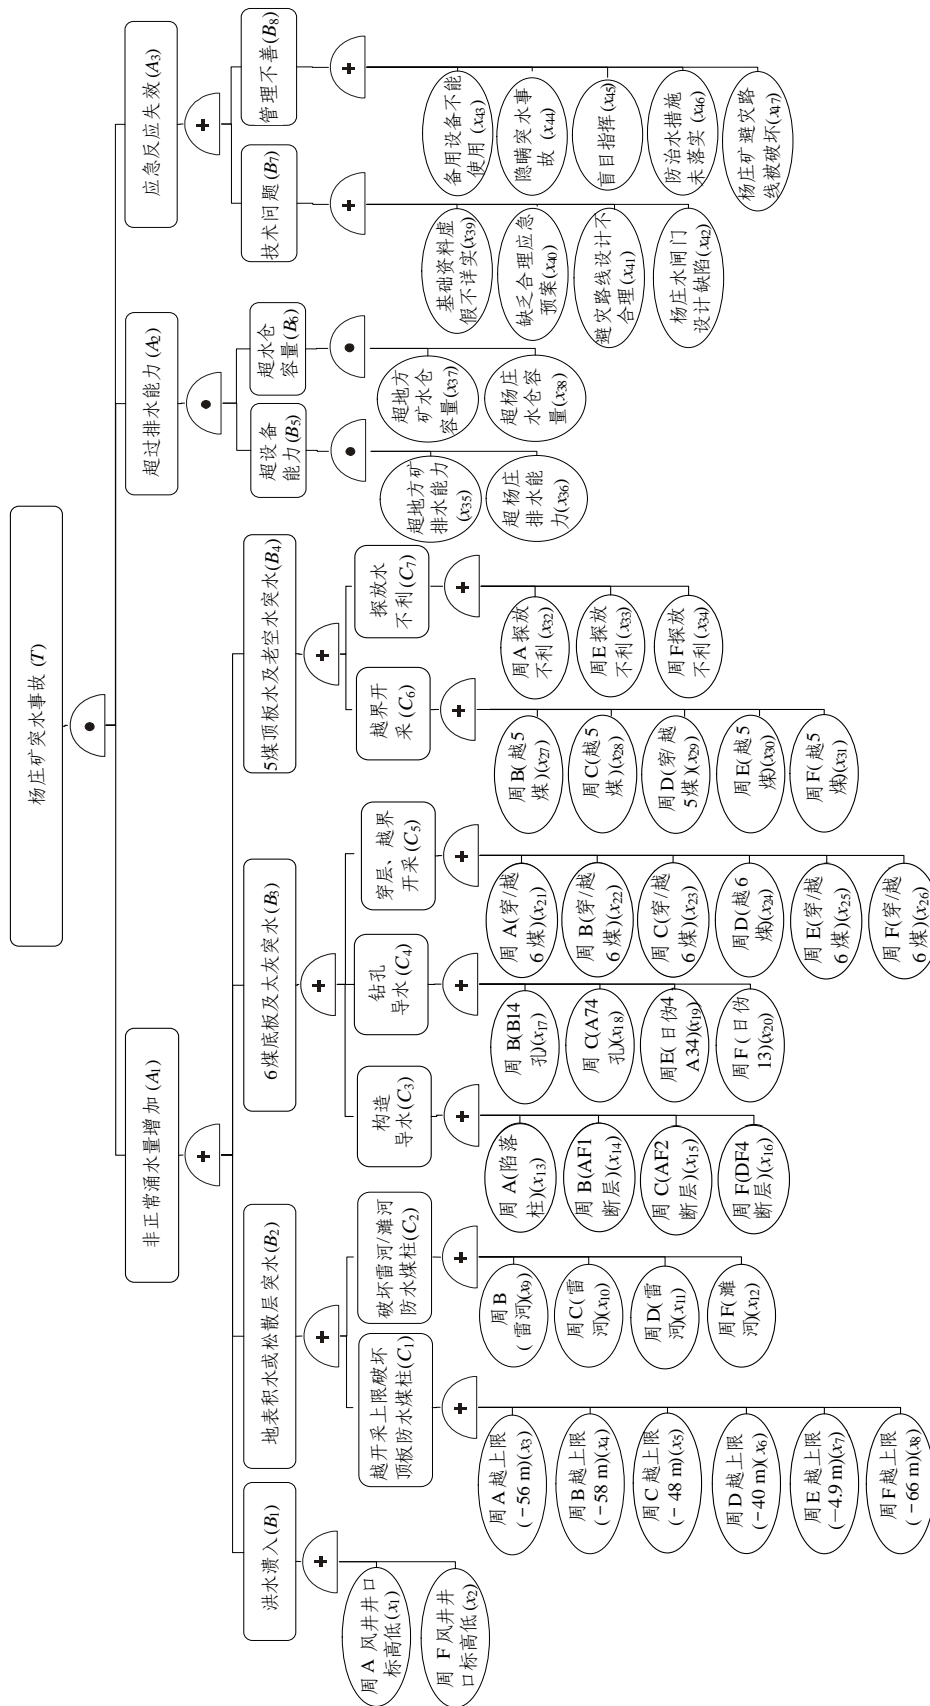 杨庄矿突水事故(T)
非正常涌水量增加(A1)
超过排水能力(A2)
应急反应失效(A3)
洪水溃入(B1)
地表积水或松散层突水(B2)
6煤底板及太灰突水(B3)
5煤顶板水及老空水突水(B4)
超设备
能力(B5)
超水仓
容量(B6)
技术问题(B7)
管理不善(B8)
越开采上限/破坏
顶板防水煤柱(C1)
破坏雷河/濉河
防水煤柱(C2)
构造
导水(C3)
钻孔
导水(C4)
穿层、越界
开采(C5)
越界开
采(C6)
探放水
不利(C7)
周A风井井口
标高低(x1)
周F风井井
口标高低(x2)
周A越上限
(-56 m)(x3)
周B越上限
(-58 m)(x4)
周C越上限
(-48 m)(x5)
周D越上限
(-40 m)(x6)
周E越上限
(-4.9 m)(x7)
周F越上限
(-66 m)(x8)
周B
(雷河)(x9)
周C(雷
河)(x10)
周D(雷
河)(x11)
周F(濉
河)(x12)
周A(陷落
柱)(x13)
周B(AF1
断层)(x14)
周C(AF2
断层)(x15)
周F(DF4
断层)(x16)
周B(B14
孔)(x17)
周C(A74
孔)(x18)
周E(日伪4
A34)(x19)
周F(日伪
13)(x20)
周A(穿/越
6煤)(x21)
周B(穿/越
6煤)(x22)
周C(穿/越
6煤)(x23)
周D(越6
煤)(x24)
周E(穿/越
6煤)(x25)
周F(穿/越
6煤)(x26)
周B(越5
煤)(x27)
周C(越5
煤)(x28)
周D(穿/越
5煤)(x29)
周E(越5
煤)(x30)
周F(越5
煤)(x31)
周A探放
不利(x32)
周E探放
不利(x33)
周F探放
不利(x34)
超地方矿
排水能力
(x35)
超杨庄
排水能
力(x36)
超地方
矿水仓
容量(x37)
超杨庄
水仓容
量(x38)
基础资料虚
假不详实(x39)
缺乏合理应急
预案(x40)
避灾路线设计不
合理(x41)
杨庄水闸门
设计缺陷(x42)
备用设备不能
使用(x43)
隐瞒突水事
故(x44)
盲目指挥(x45)
防治水措施
未落实(x46)
杨庄矿避灾路
线被破坏(x47)